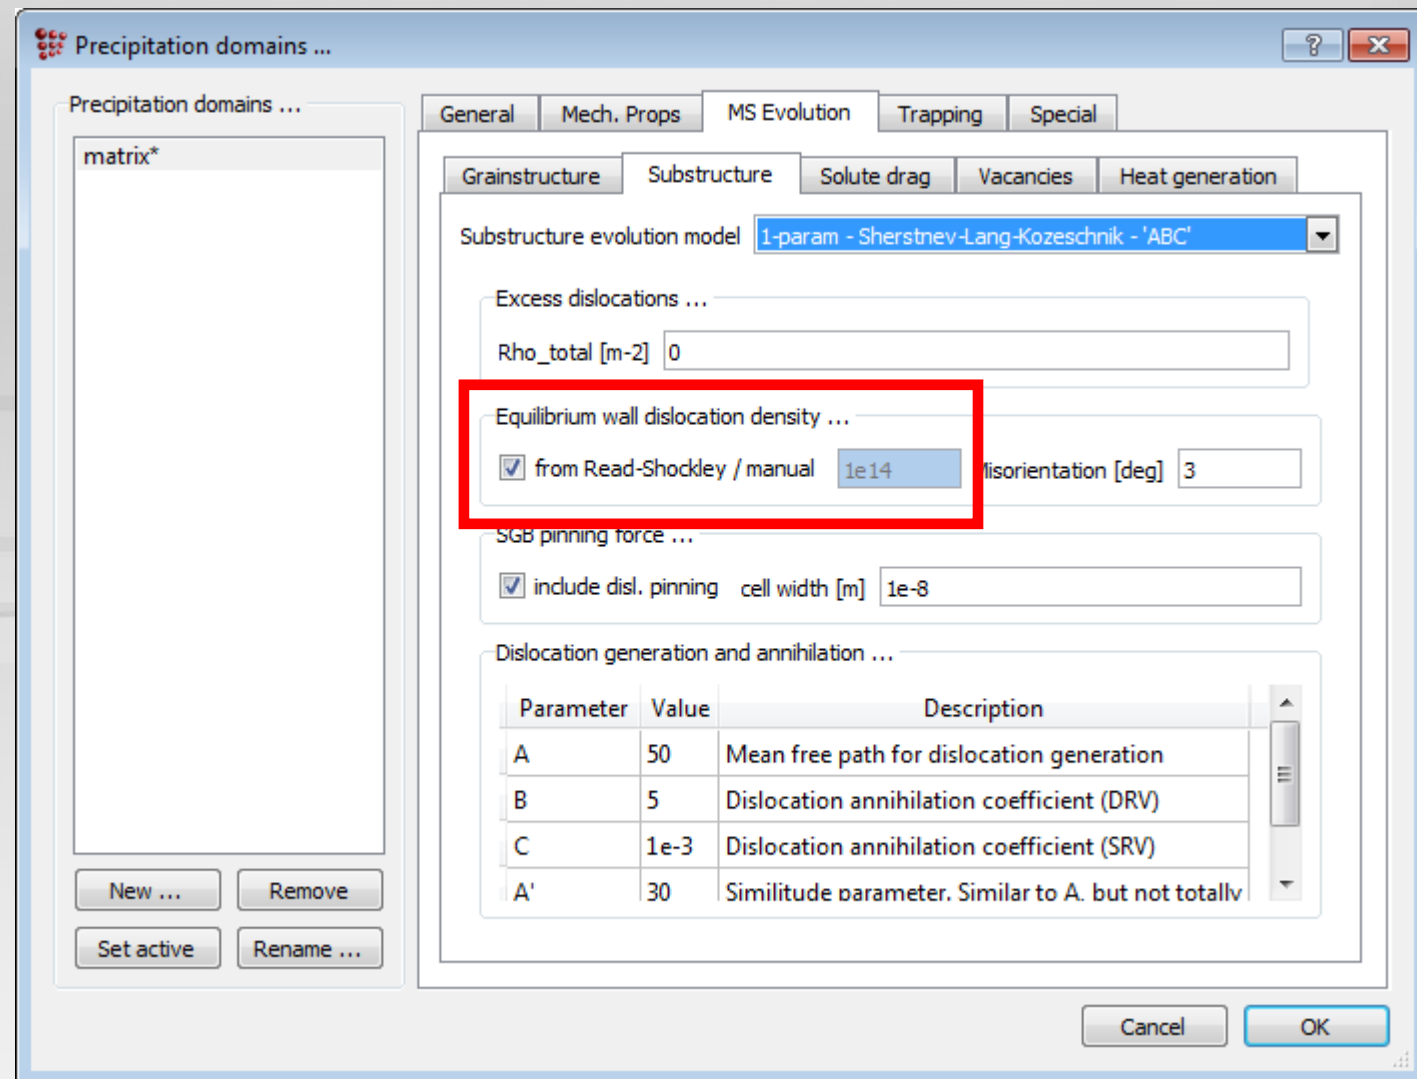 Precipitation domains ...
Precipitation domains ...
matrix*
New ...
Remove
Set active
Rename ...
General
Mech. Props
MS Evolution
Trapping
Special
Grainstructure
Substructure
Solute drag
Vacancies
Heat generation
Substructure evolution model
1-param - Sherstnev-Lang-Kozeschnik - 'ABC'
Excess dislocations ...
Rho_total [m-2] 0
Equilibrium wall dislocation density ...
from Read-Shockley / manual 1e14 Misorientation [deg] 3
SGB pinning force ...
include disl. pinning cell width [m] 1e-8
Dislocation generation and annihilation ...
Parameter Value Description
A 50 Mean free path for dislocation generation
B 5 Dislocation annihilation coefficient (DRV)
C 1e-3 Dislocation annihilation coefficient (SRV)
A' 30 Similitude parameter. Similar to A, but not totally
Cancel
OK